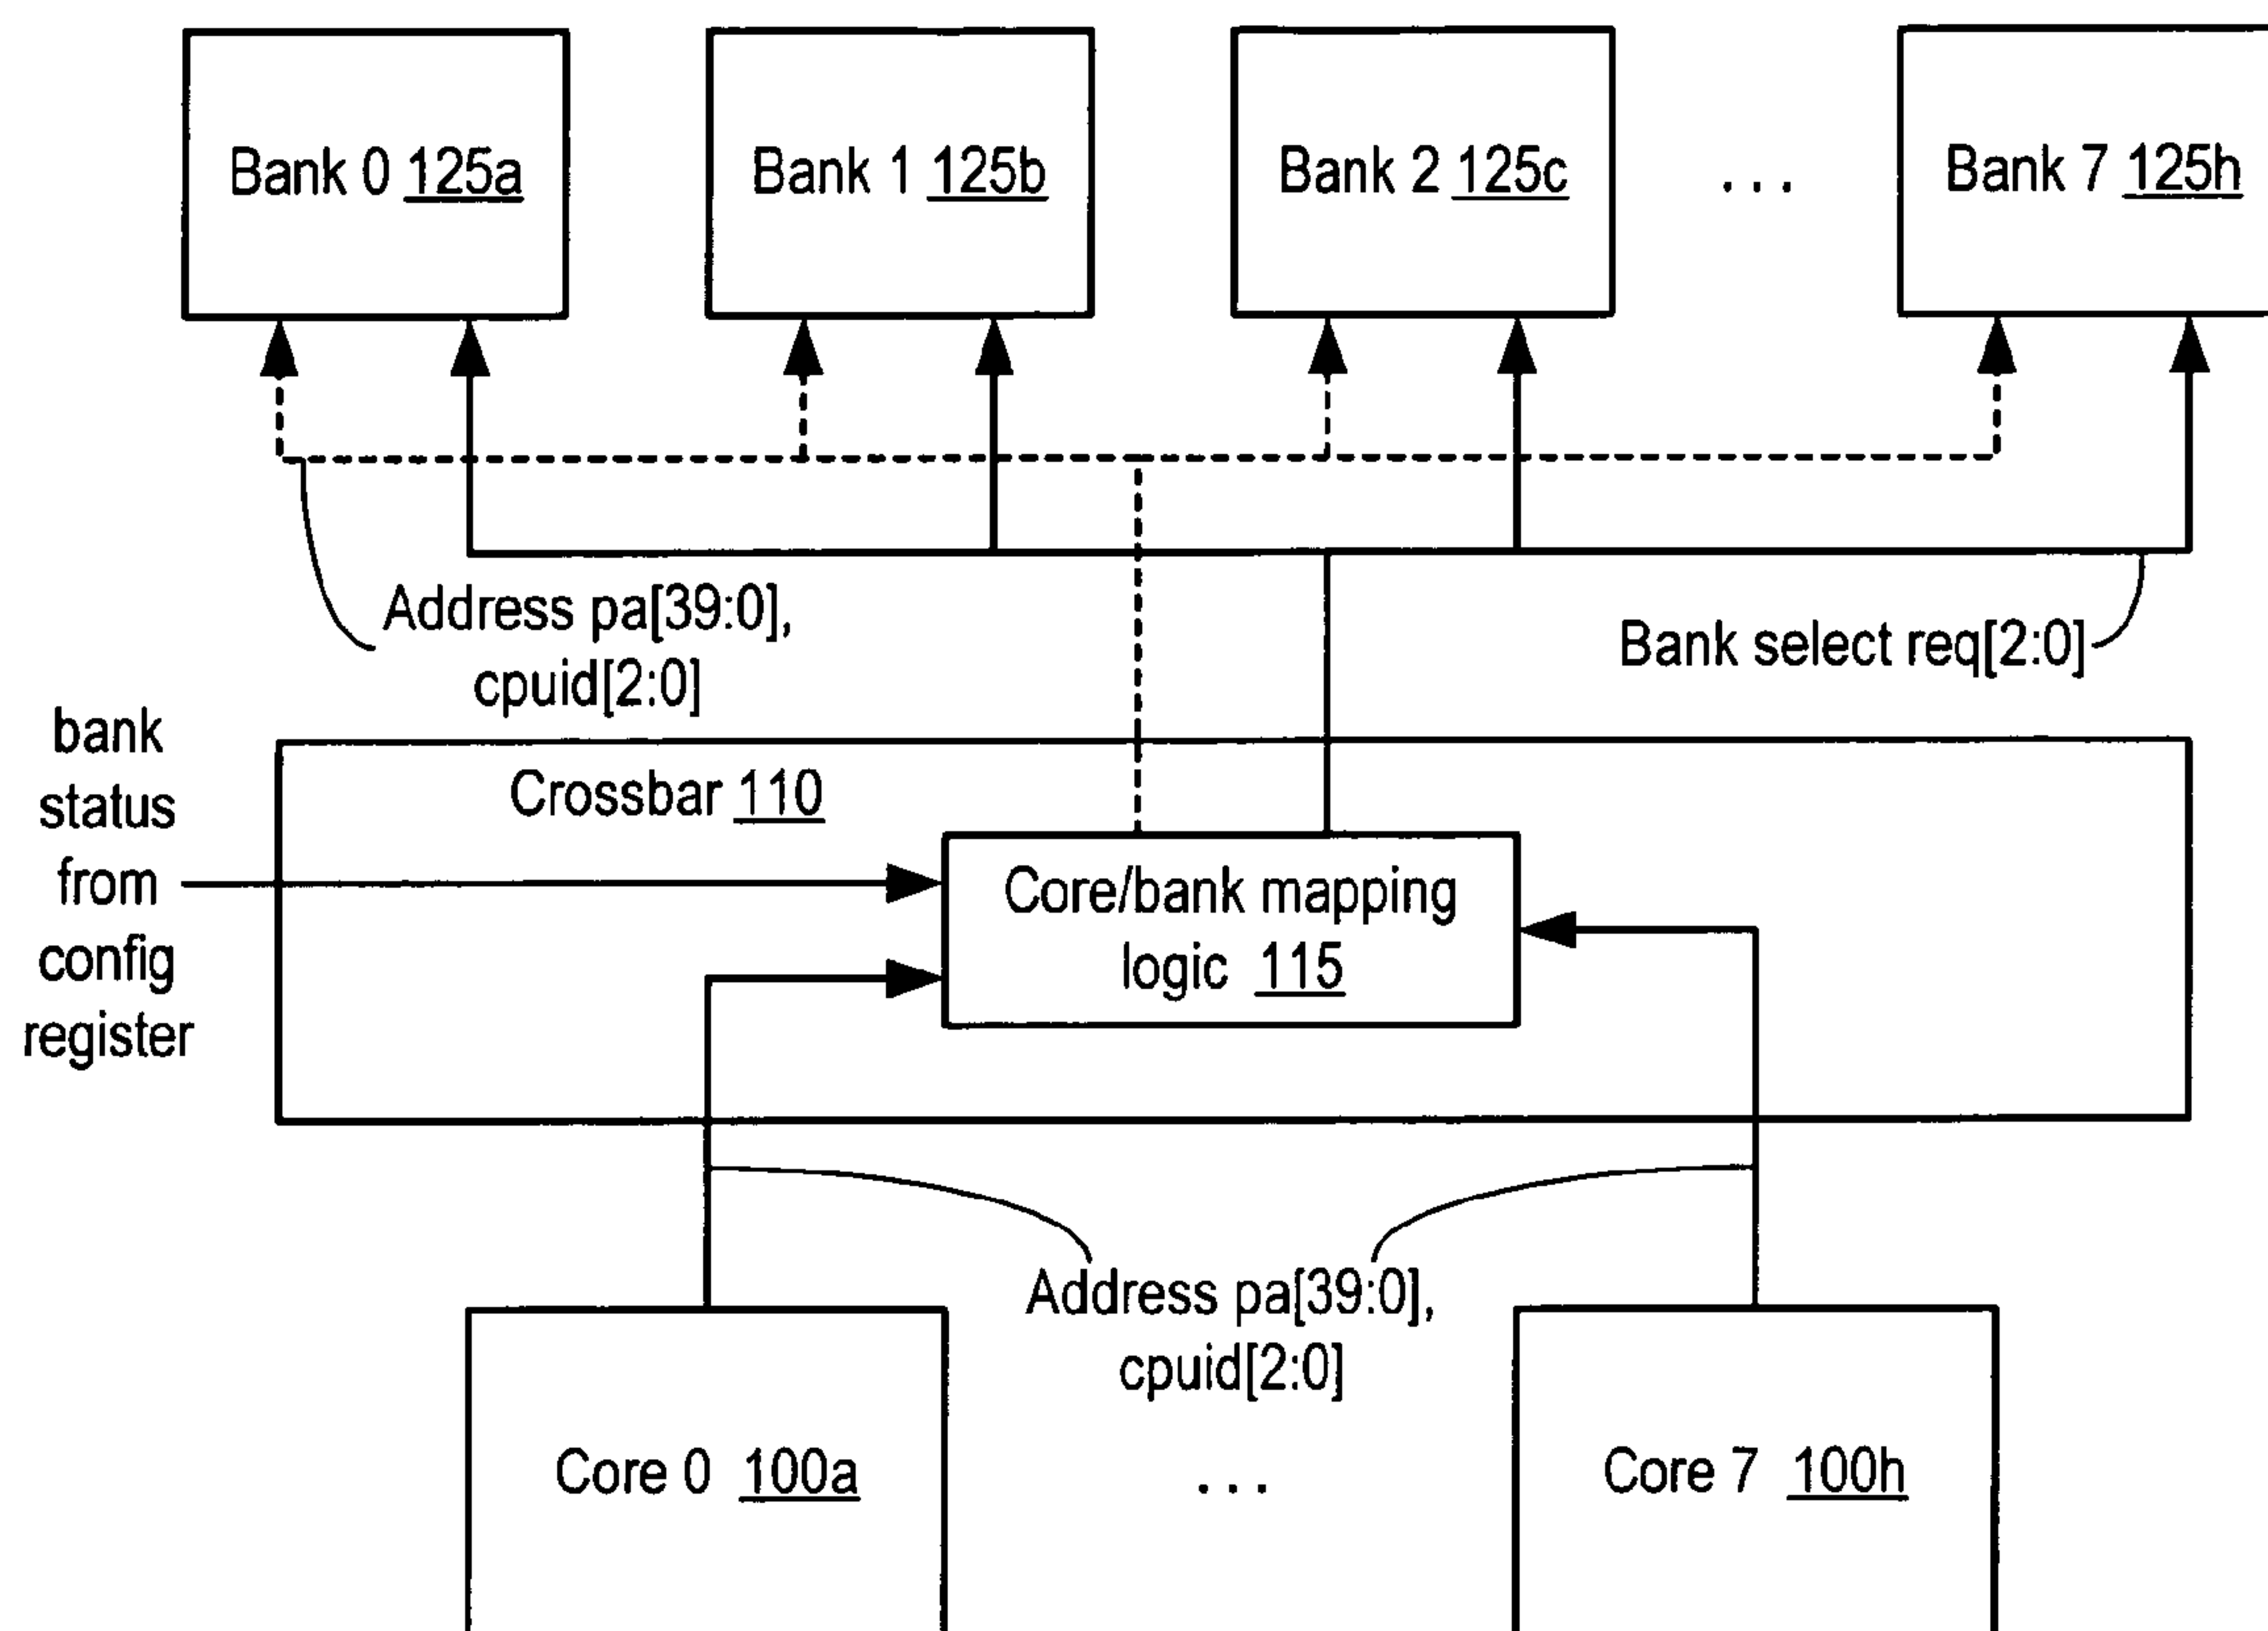 Bank 0 125a
Bank 1 125b
Bank 2 125c
. . .
Bank 7 125h
Address pa[39:0],
cpuid[2:0]
Bank select req[2:0]
bank
status
from
config
register
Crossbar 110
Core/bank mapping
logic 115
Address pa[39:0],
cpuid[2:0]
Core 0 100a
. . .
Core 7 100h